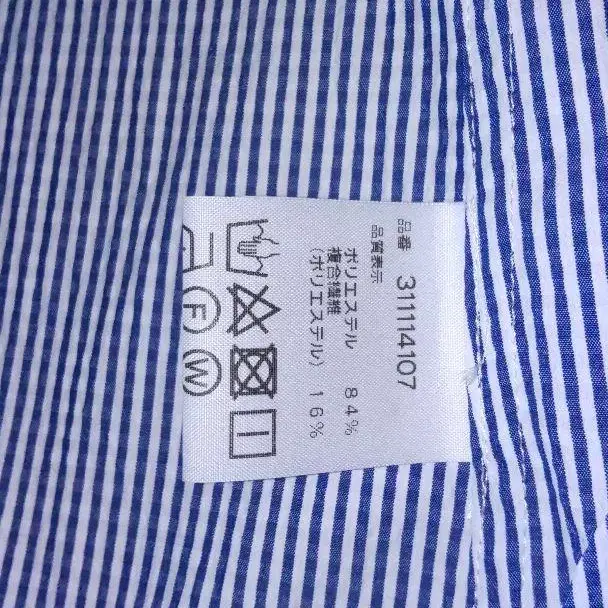 品番 311114107
品質表示
ポリエステル 84%
複合繊維
(ポリエステル) 16%
F
W